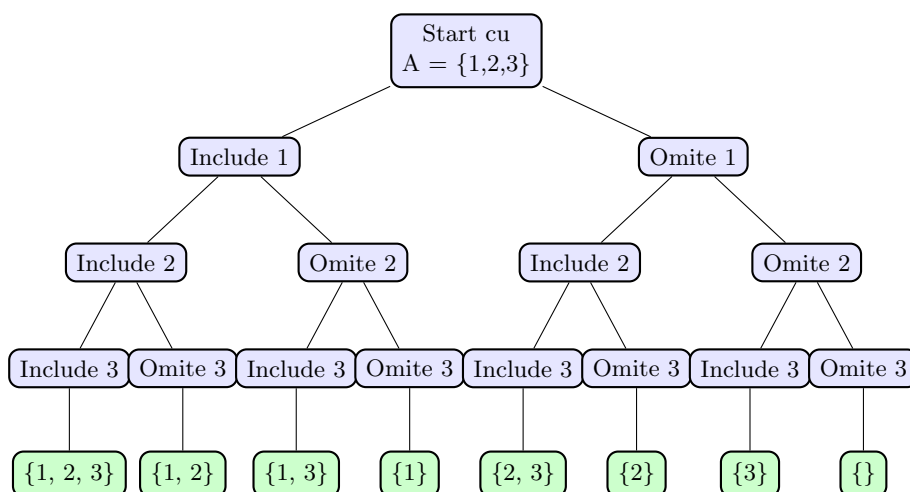 Start cu
A = {1,2,3}
Include 1
Omite 1
Include 2
Omite 2
Include 2
Omite 2
Include 3
Omite 3
Include 3
Omite 3
Include 3
Omite 3
Include 3
Omite 3
{1, 2, 3}
{1, 2}
{1, 3}
{1}
{2, 3}
{2}
{3}
{}